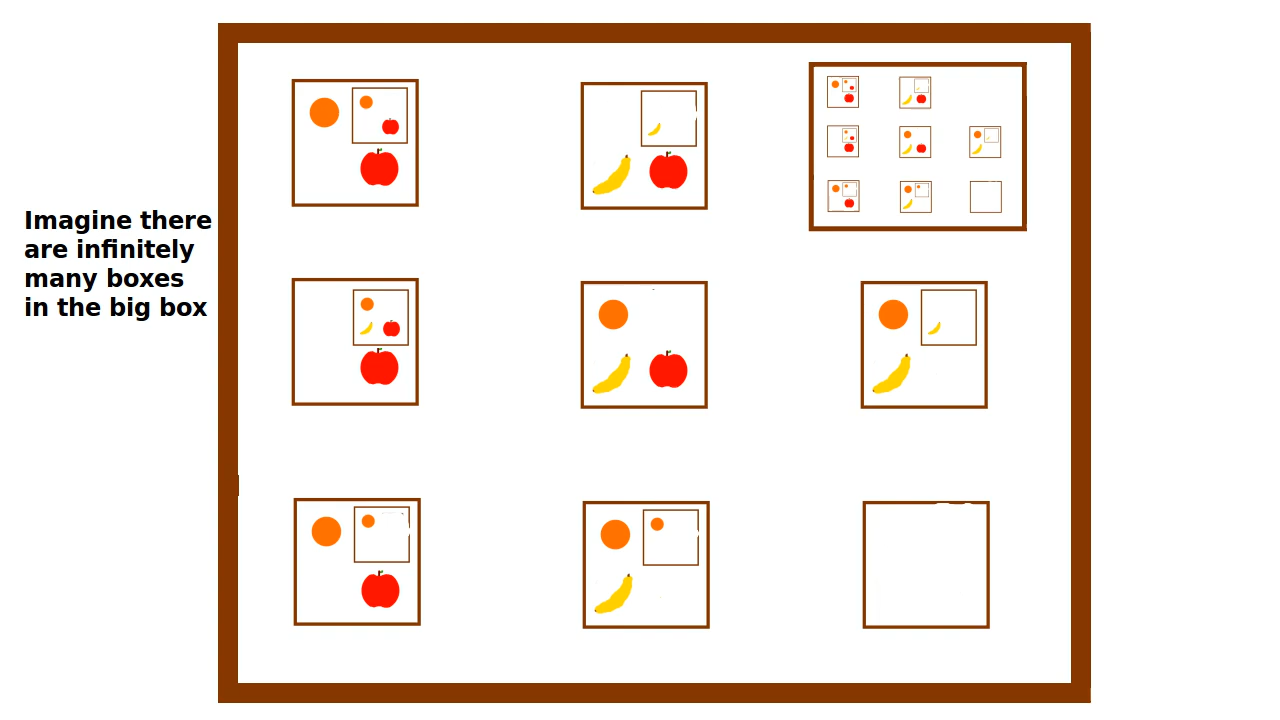 Imagine there
are infinitely
many boxes
in the big box